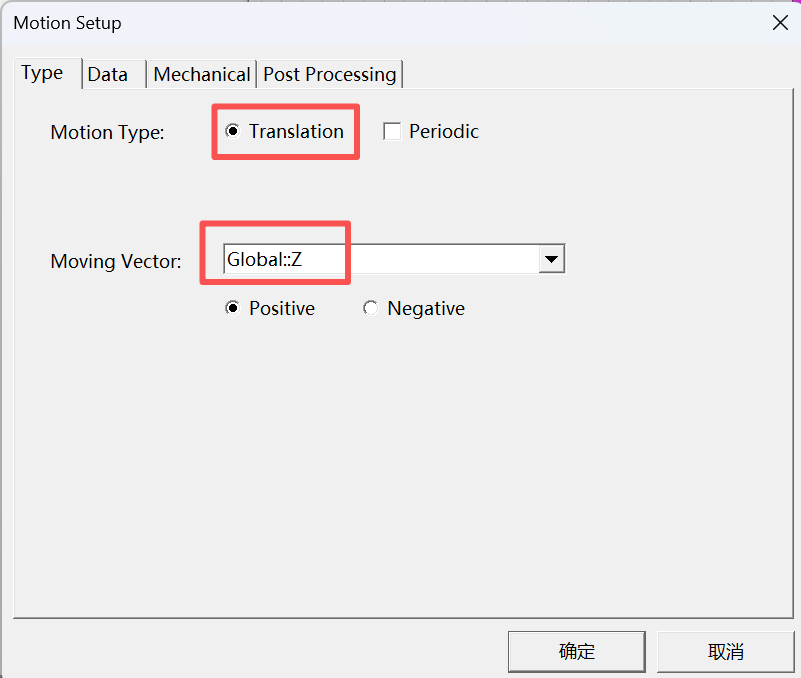 Motion Setup
Type Data Mechanical Post Processing
Motion Type: Translation Periodic
Moving Vector: Global::Z
Positive Negative
确定 取消